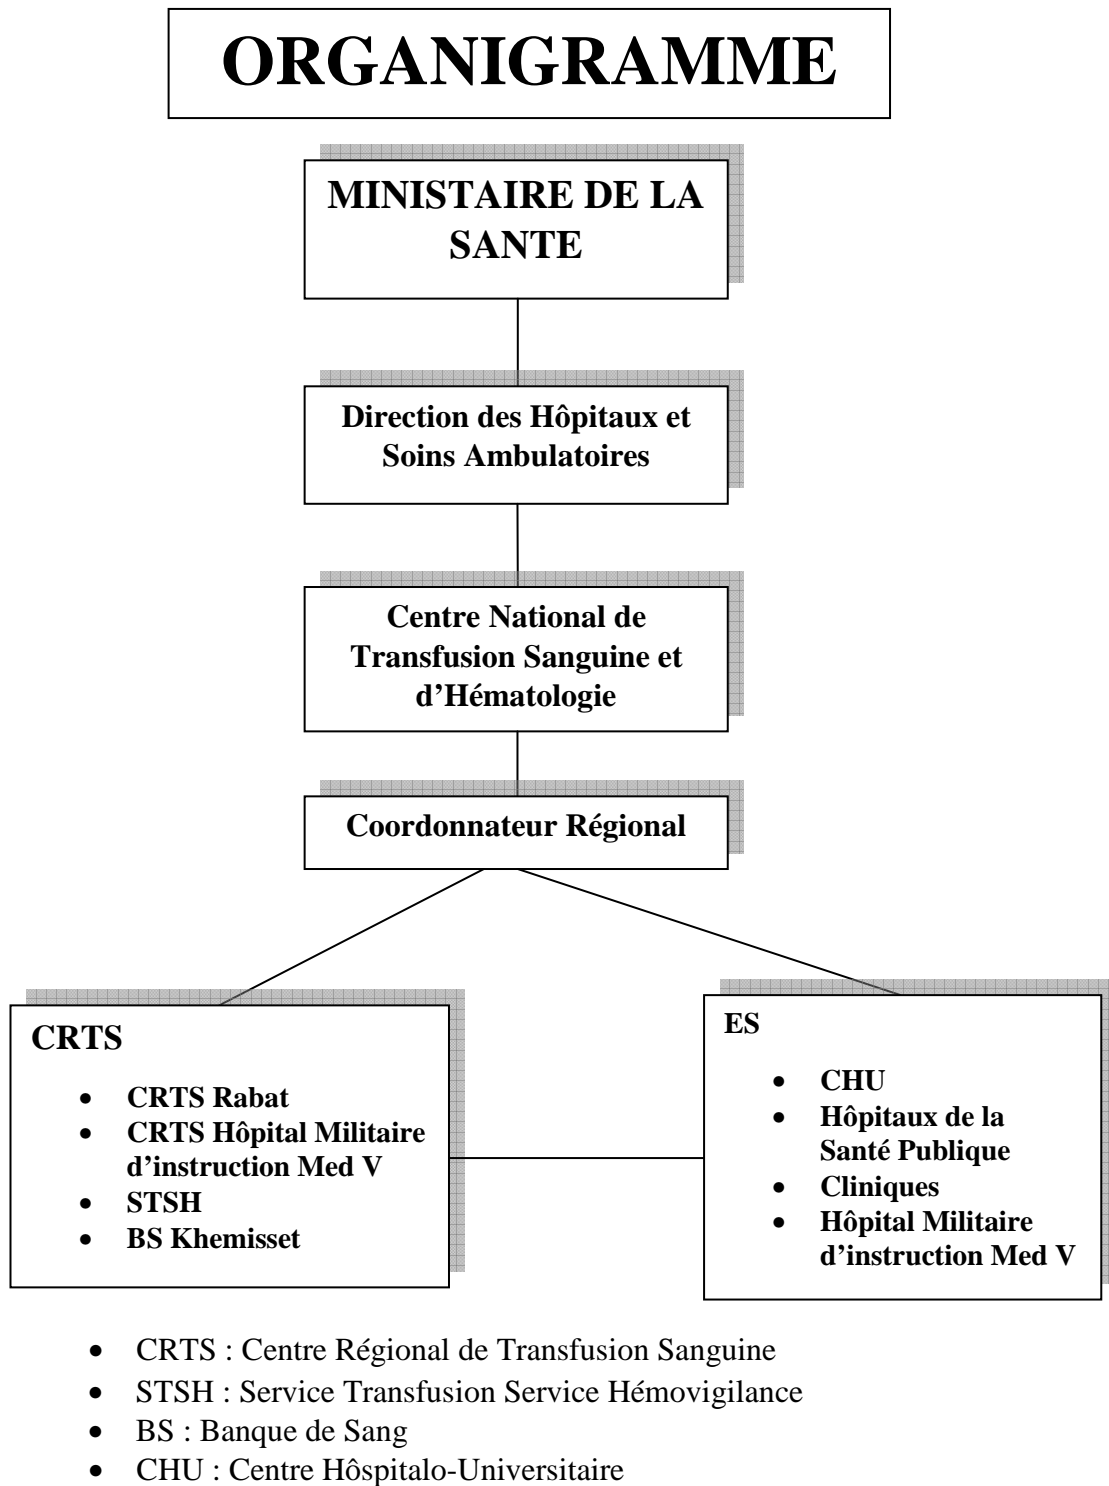 ORGANIGRAMME
MINISTAIRE DE LA
SANTE
Direction des Hôpitaux et
Soins Ambulatoires
Centre National de
Transfusion Sanguine et
d’Hématologie
Coordonnateur Régional
CRTS
• CRTS Rabat
• CRTS Hôpital Militaire
d’instruction Med V
• STSH
• BS Khemisset
ES
• CHU
• Hôpitaux de la
Santé Publique
• Cliniques
• Hôpital Militaire
d’instruction Med V
• CRTS : Centre Régional de Transfusion Sanguine
• STSH : Service Transfusion Service Hémovigilance
• BS : Banque de Sang
• CHU : Centre Hôspitalo-Universitaire